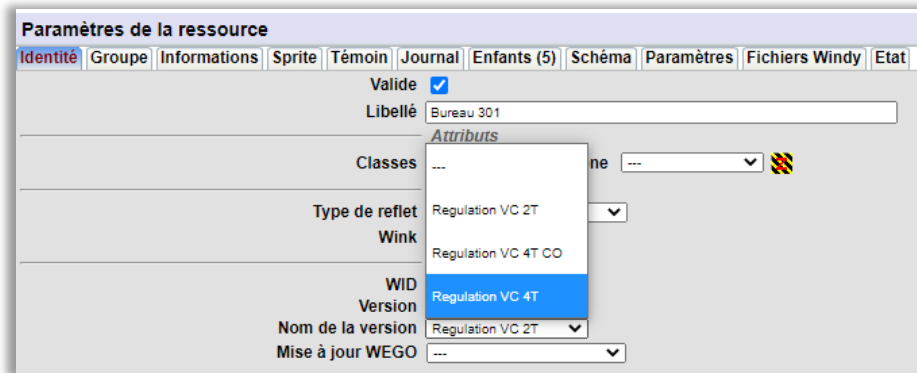 Paramètres de la ressource
Identité Groupe Informations Sprite Témoin Journal Enfants (5) Schéma Paramètres Fichiers Windy Etat
Valide
Libellé Bureau 301
Attributs
Classes --- ne ---
Regulation VC 2T
Type de reflet
Wink
Regulation VC 4T CO
WID
Regulation VC 4T
Version
Nom de la version Regulation VC 2T
Mise à jour WEGO ---